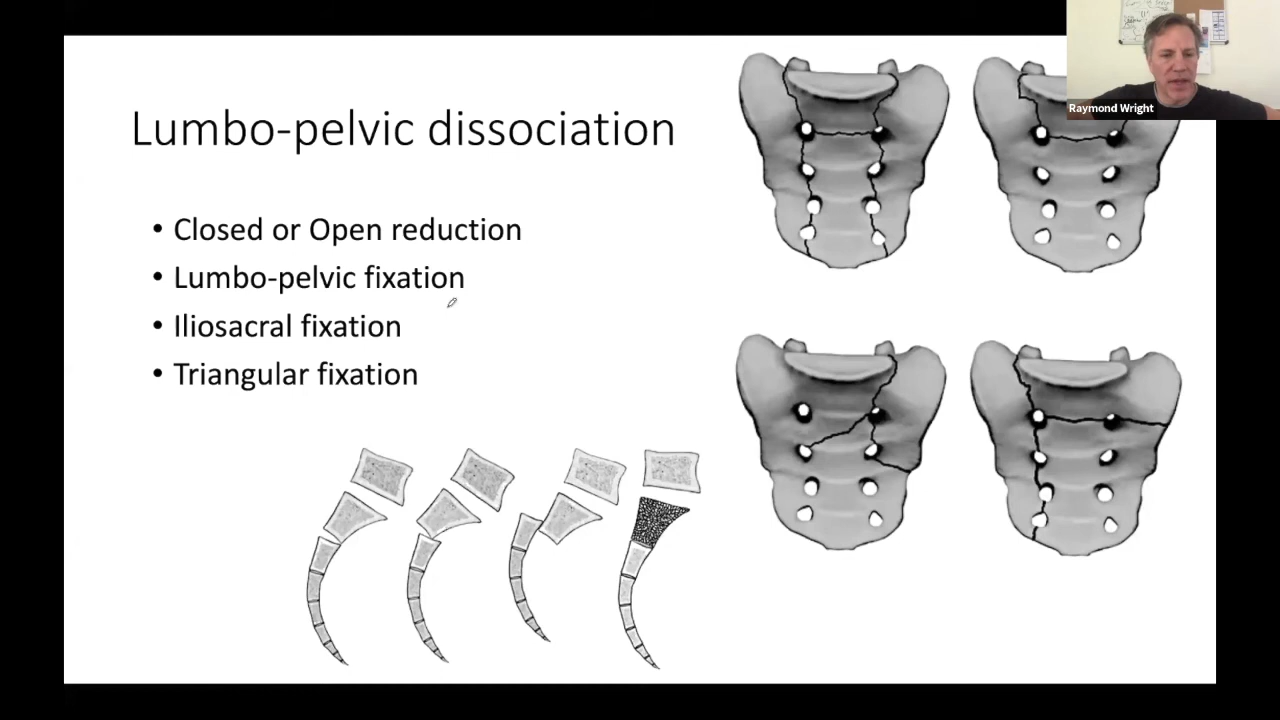 Lumbo-pelvic dissociation
• Closed or Open reduction
• Lumbo-pelvic fixation
• Iliosacral fixation
• Triangular fixation
Raymond Wright